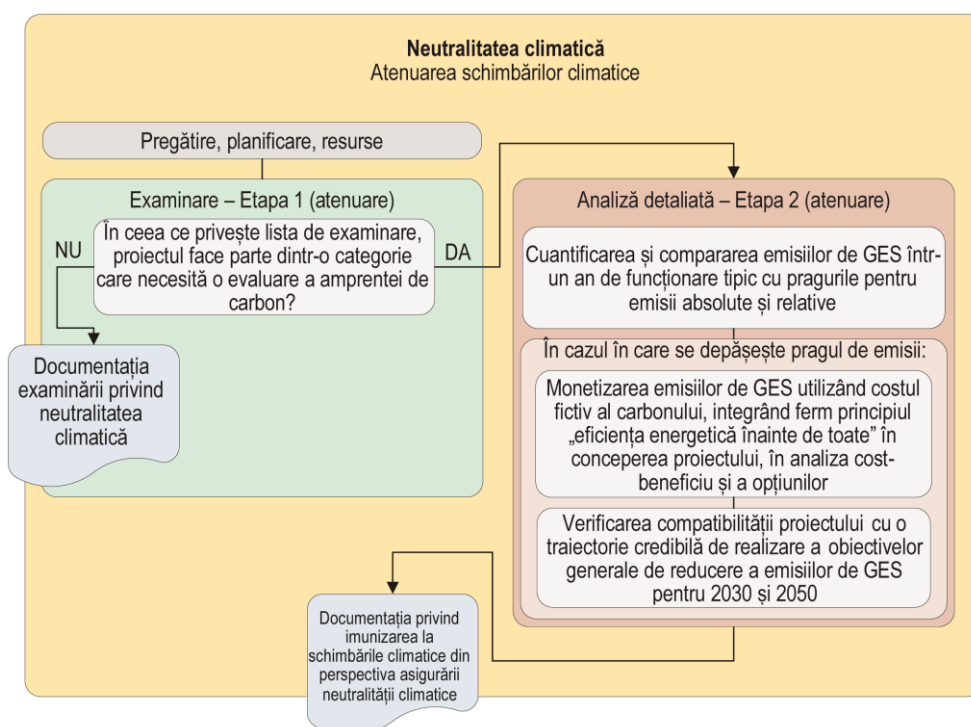 Neutralitatea climatică
Atenuarea schimbărilor climatice
Pregătire, planificare, resurse
Examinare – Etapa 1 (atenuare)
În ceea ce privește lista de examinare,
proiectul face parte dintr-o categorie
care necesită o evaluare a amprentei de
carbon?
NU
DA
Documentația
examinării privind
neutralitatea
climatică
Analiză detaliată – Etapa 2 (atenuare)
Cuantificarea și compararea emisiilor de GES într-
un an de funcționare tipic cu pragurile pentru
emisii absolute și relative
În cazul în care se depășește pragul de emisii:
Monetizarea emisiilor de GES utilizând costul
fictiv al carbonului, integrând ferm principiul
„eficiența energetică înainte de toate” în
conceperea proiectului, în analiza cost-
beneficiu și a opțiunilor
Verificarea compatibilității proiectului cu o
traiectorie credibilă de realizare a obiectivelor
generale de reducere a emisiilor de GES
pentru 2030 și 2050
Documentația privind
imunizarea la
schimbările climatice din
perspectiva asigurării
neutralității climatice